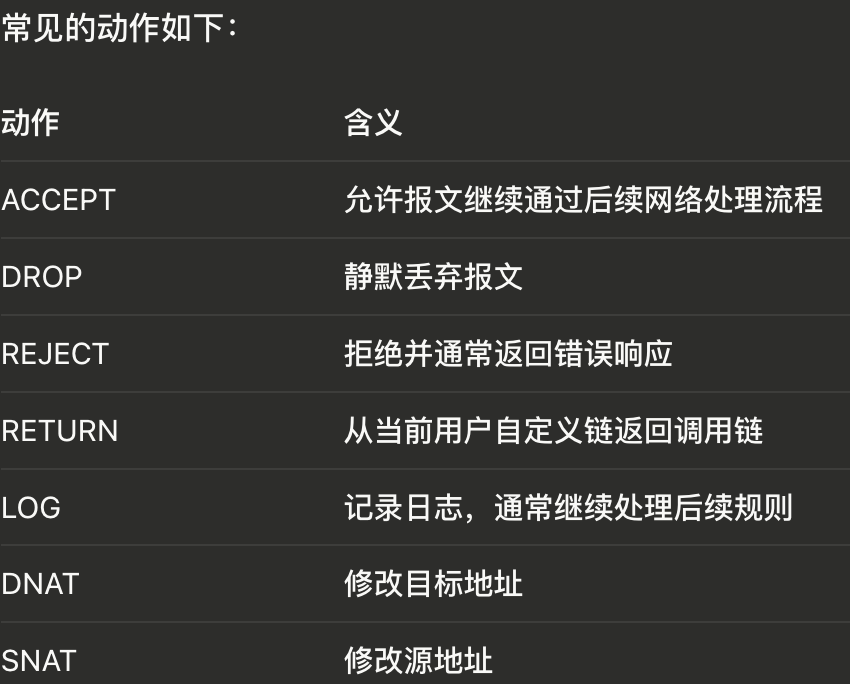 常见的动作如下：
动作 含义
ACCEPT 允许报文继续通过后续网络处理流程
DROP 静默丢弃报文
REJECT 拒绝并通常返回错误响应
RETURN 从当前用户自定义链返回调用链
LOG 记录日志，通常继续处理后续规则
DNAT 修改目标地址
SNAT 修改源地址